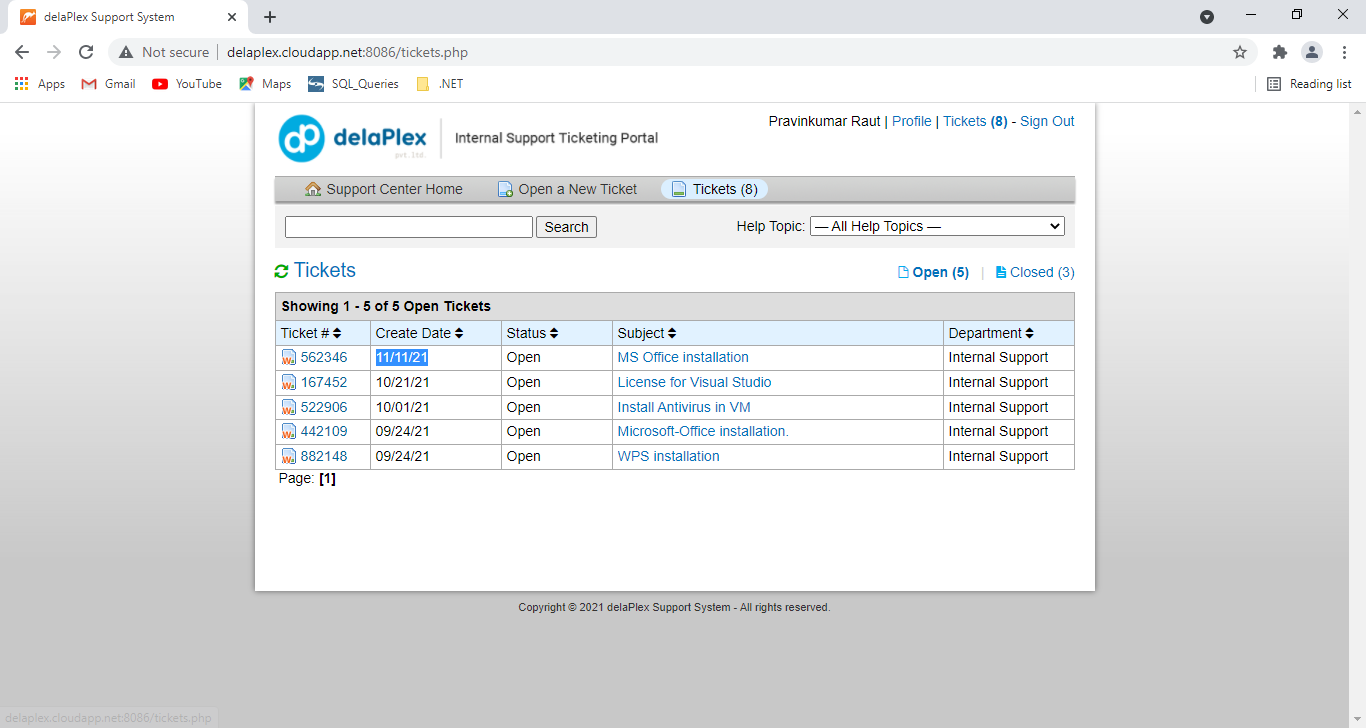 delaPlex Support System
Not secure
delaplex.cloudapp.net:8086/tickets.php
Apps
Gmail
YouTube
Maps
SQL_Queries
.NET
Reading list
dp delaPlex pvt.ltd.
Internal Support Ticketing Portal
Pravinkumar Raut | Profile | Tickets (8) - Sign Out
Support Center Home
Open a New Ticket
Tickets (8)
Search
Help Topic:
— All Help Topics —
Tickets
Open (5) | Closed (3)
Showing 1 - 5 of 5 Open Tickets
Ticket # Create Date Status Subject Department
562346 11/11/21 Open MS Office installation Internal Support
167452 10/21/21 Open License for Visual Studio Internal Support
522906 10/01/21 Open Install Antivirus in VM Internal Support
442109 09/24/21 Open Microsoft-Office installation. Internal Support
882148 09/24/21 Open WPS installation Internal Support
Page: [1]
Copyright © 2021 delaPlex Support System - All rights reserved.
delaplex.cloudapp.net:8086/tickets.php